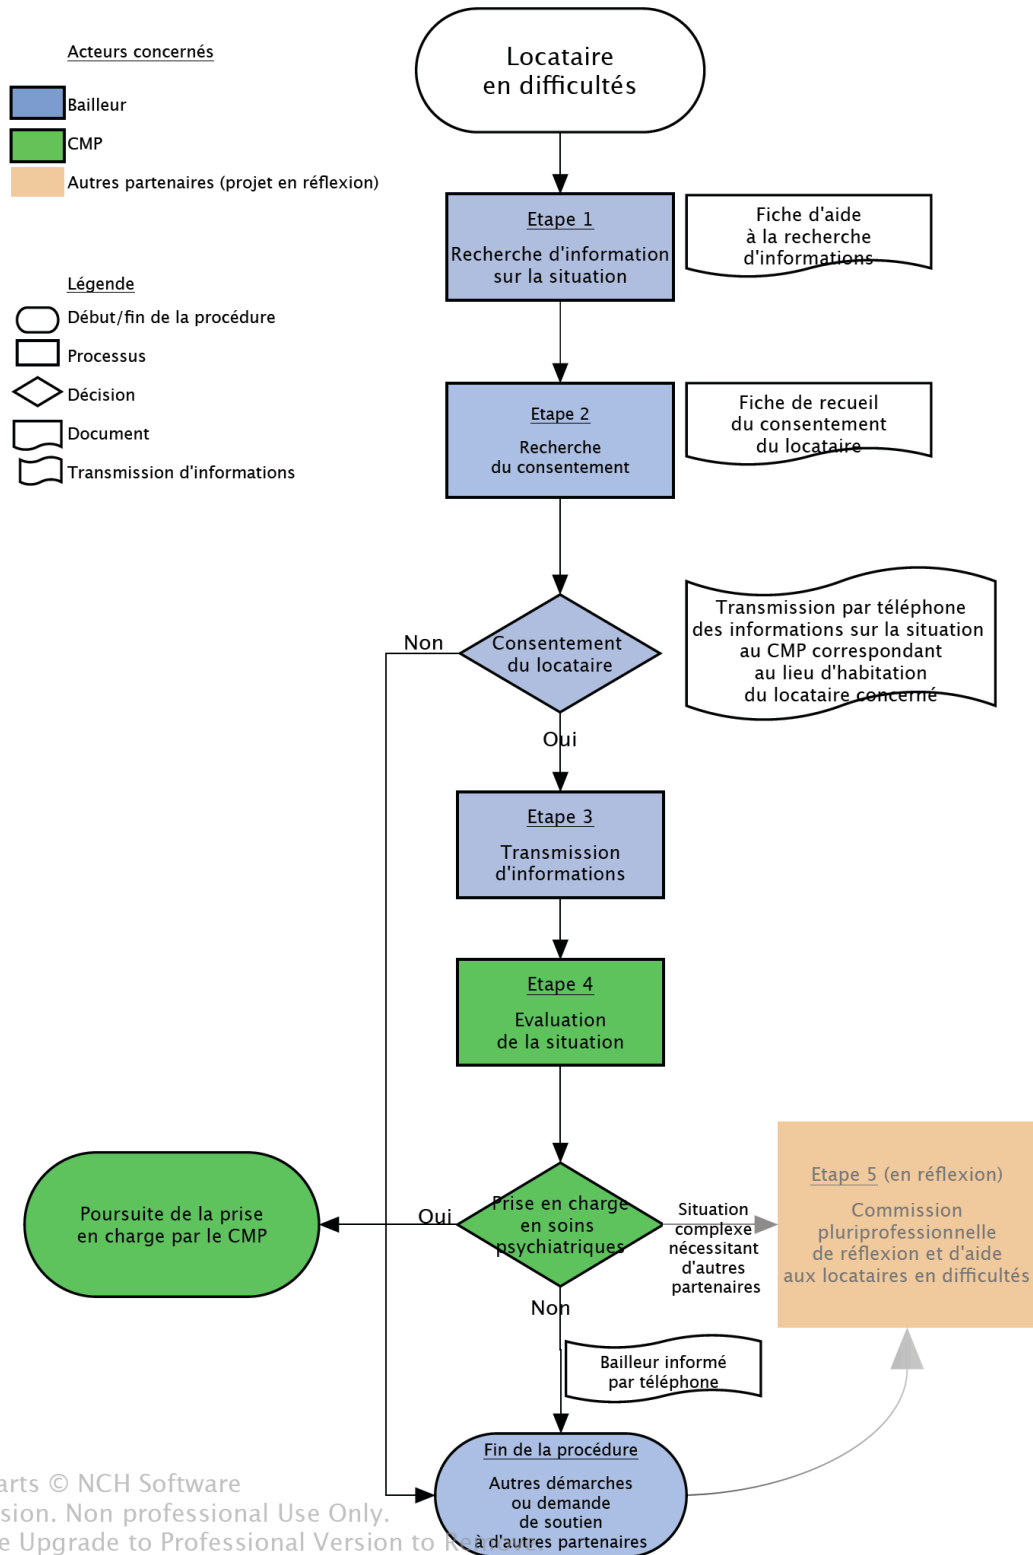 Acteurs concernés
Bailleur
CMP
Autres partenaires (projet en réflexion)
Légende
Début/fin de la procédure
Processus
Décision
Document
Transmission d'informations
Locataire
en difficultés
Etape 1
Recherche d'information
sur la situation
Fiche d'aide
à la recherche
d'informations
Etape 2
Recherche
du consentement
Fiche de recueil
du consentement
du locataire
Consentement
du locataire
Non
Oui
Transmission par téléphone
des informations sur la situation
au CMP correspondant
au lieu d'habitation
du locataire concerné
Etape 3
Transmission
d'informations
Etape 4
Evaluation
de la situation
Prise en charge
en soins
psychiatriques
Oui
Poursuite de la prise
en charge par le CMP
Situation
complexe
nécessitant
d'autres
partenaires
Etape 5 (en réflexion)
Commission
pluriprofessionnelle
de réflexion et d'aide
aux locataires en difficultés
Non
Bailleur informé
par téléphone
Fin de la procédure
Autres démarches
ou demande
de soutien
à d'autres partenaires
arts © NCH Software
sion. Non professional Use Only.
e Upgrade to Professional Version to Remove.